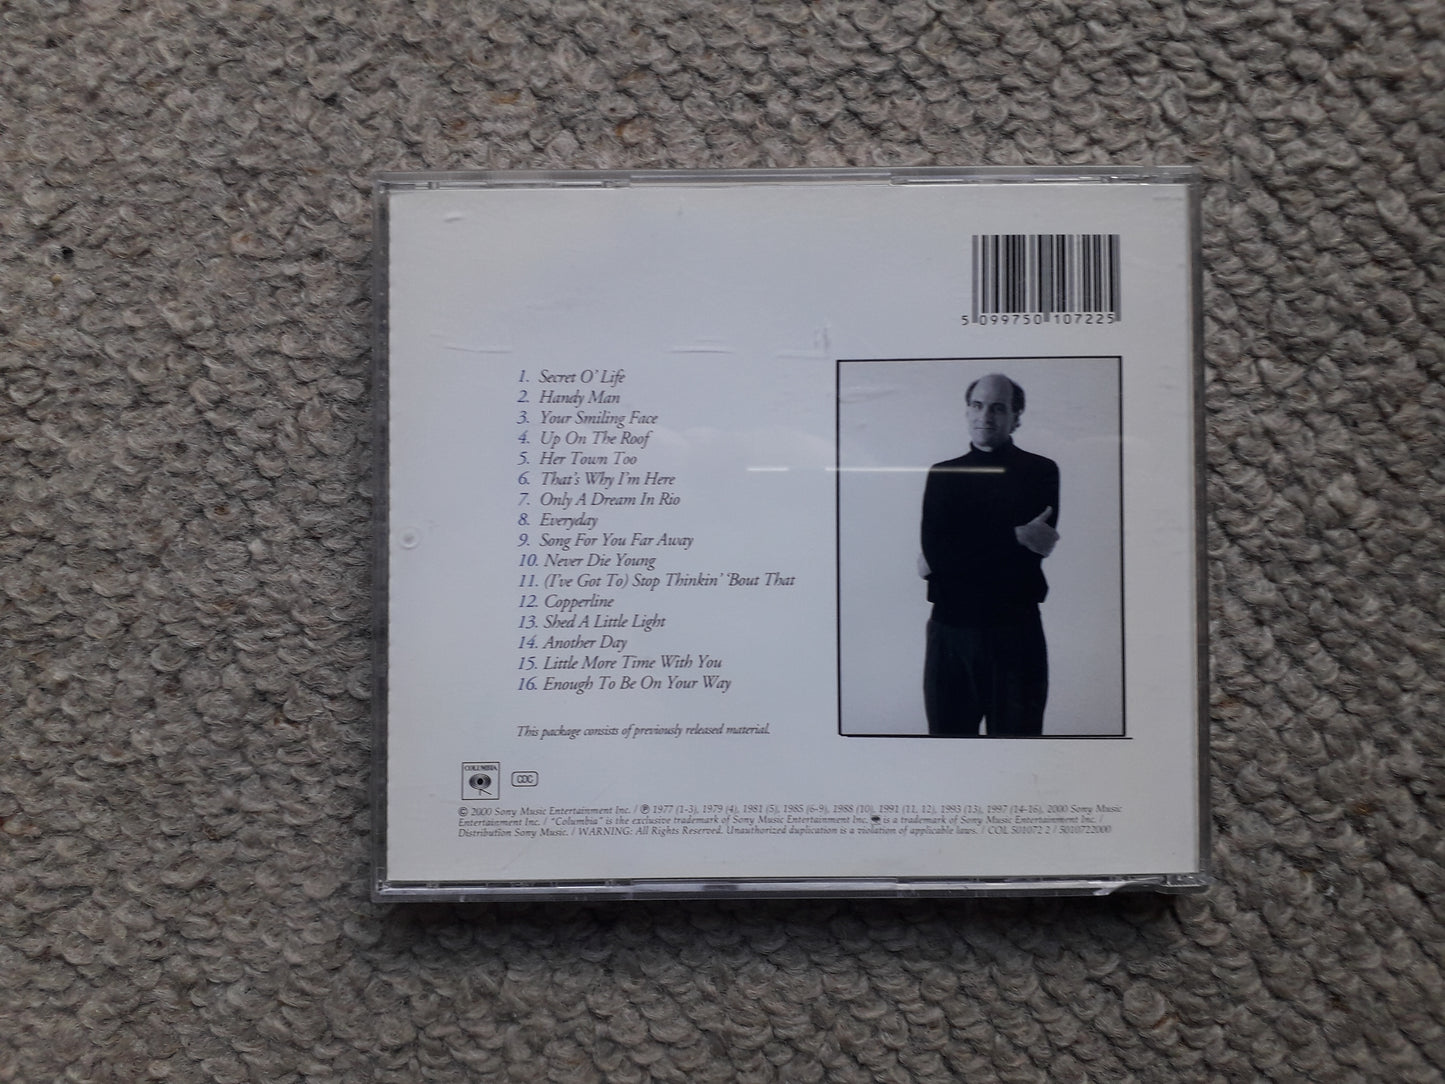 5 099750 107225
1. Secret O' Life
2. Handy Man
3. Your Smiling Face
4. Up On The Roof
5. Her Town Too
6. That's Why I'm Here
7. Only A Dream In Rio
8. Everyday
9. Song For You Far Away
10. Never Die Young
11. (I've Got To) Stop Thinkin' 'Bout That
12. Copperline
13. Shed A Little Light
14. Another Day
15. Little More Time With You
16. Enough To Be On Your Way
This package consists of previously released material.
COLUMBIA
CDC
© 2000 Sony Music Entertainment Inc. / ℗ 1977 (1-3), 1979 (4), 1981 (5), 1985 (6-9), 1988 (10), 1991 (11, 12), 1993 (13), 1997 (14-16), 2000 Sony Music
Entertainment Inc. / "Columbia" is the exclusive trademark of Sony Music Entertainment Inc. is a trademark of Sony Music Entertainment Inc. /
Distribution Sony Music. / WARNING: All Rights Reserved. Unauthorized duplication is a violation of applicable laws. / COL 501072 2 / 5010722000